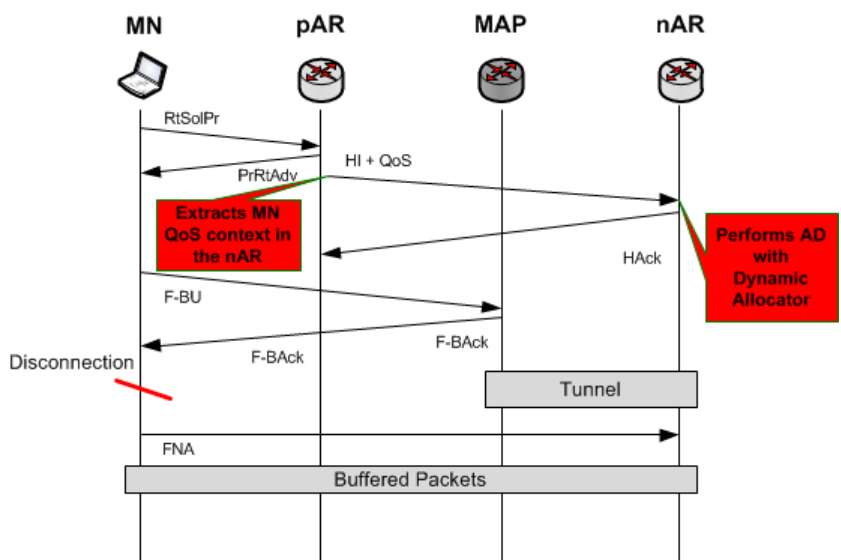 MN
pAR
MAP
nAR
RtSolPr
PrRtAdv
HI + QoS
Extracts MN
QoS context in
the nAR
HAck
Performs AD
with
Dynamic
Allocator
F-BU
F-BAck
F-BAck
Disconnection
Tunnel
FNA
Buffered Packets